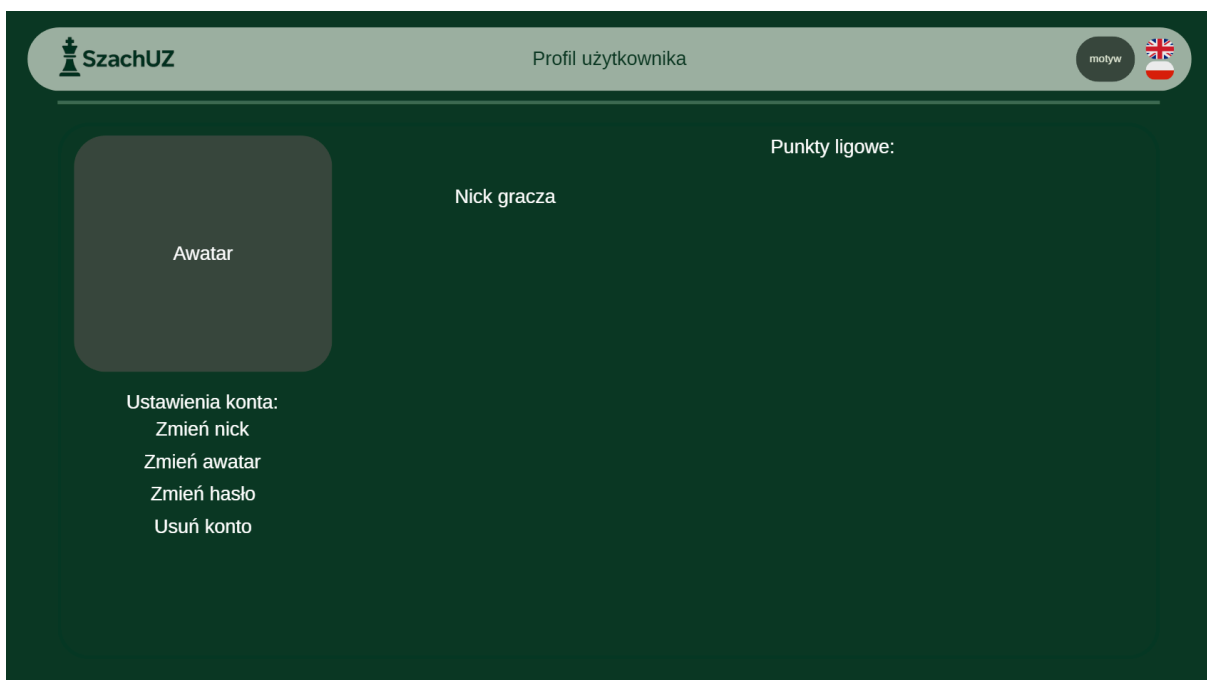 SzachUZ
Profil użytkownika
motyw
Punkty ligowe:
Nick gracza
Awatar
Ustawienia konta:
Zmień nick
Zmień awatar
Zmień hasło
Usuń konto